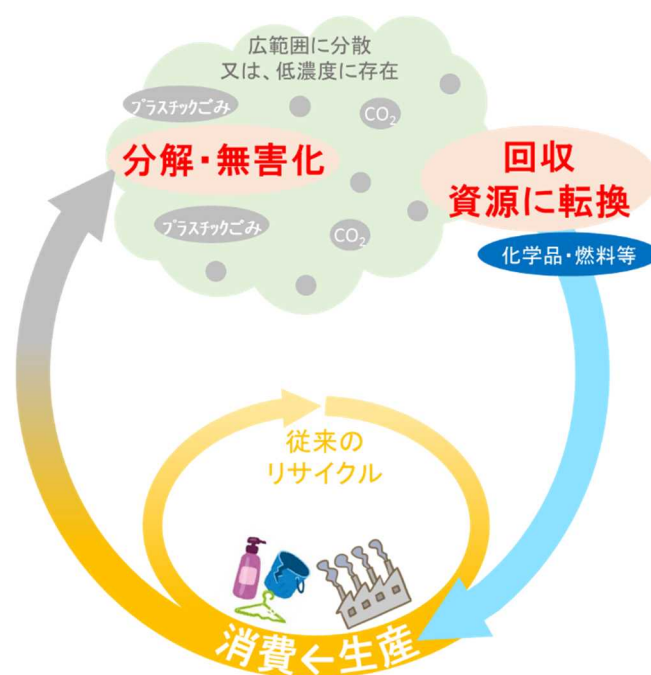 広範囲に分散
又は、低濃度に存在
プラスチックごみ
CO₂
分解・無害化
回収
資源に転換
プラスチックごみ
CO₂
化学品・燃料等
従来の
リサイクル
消費←生産